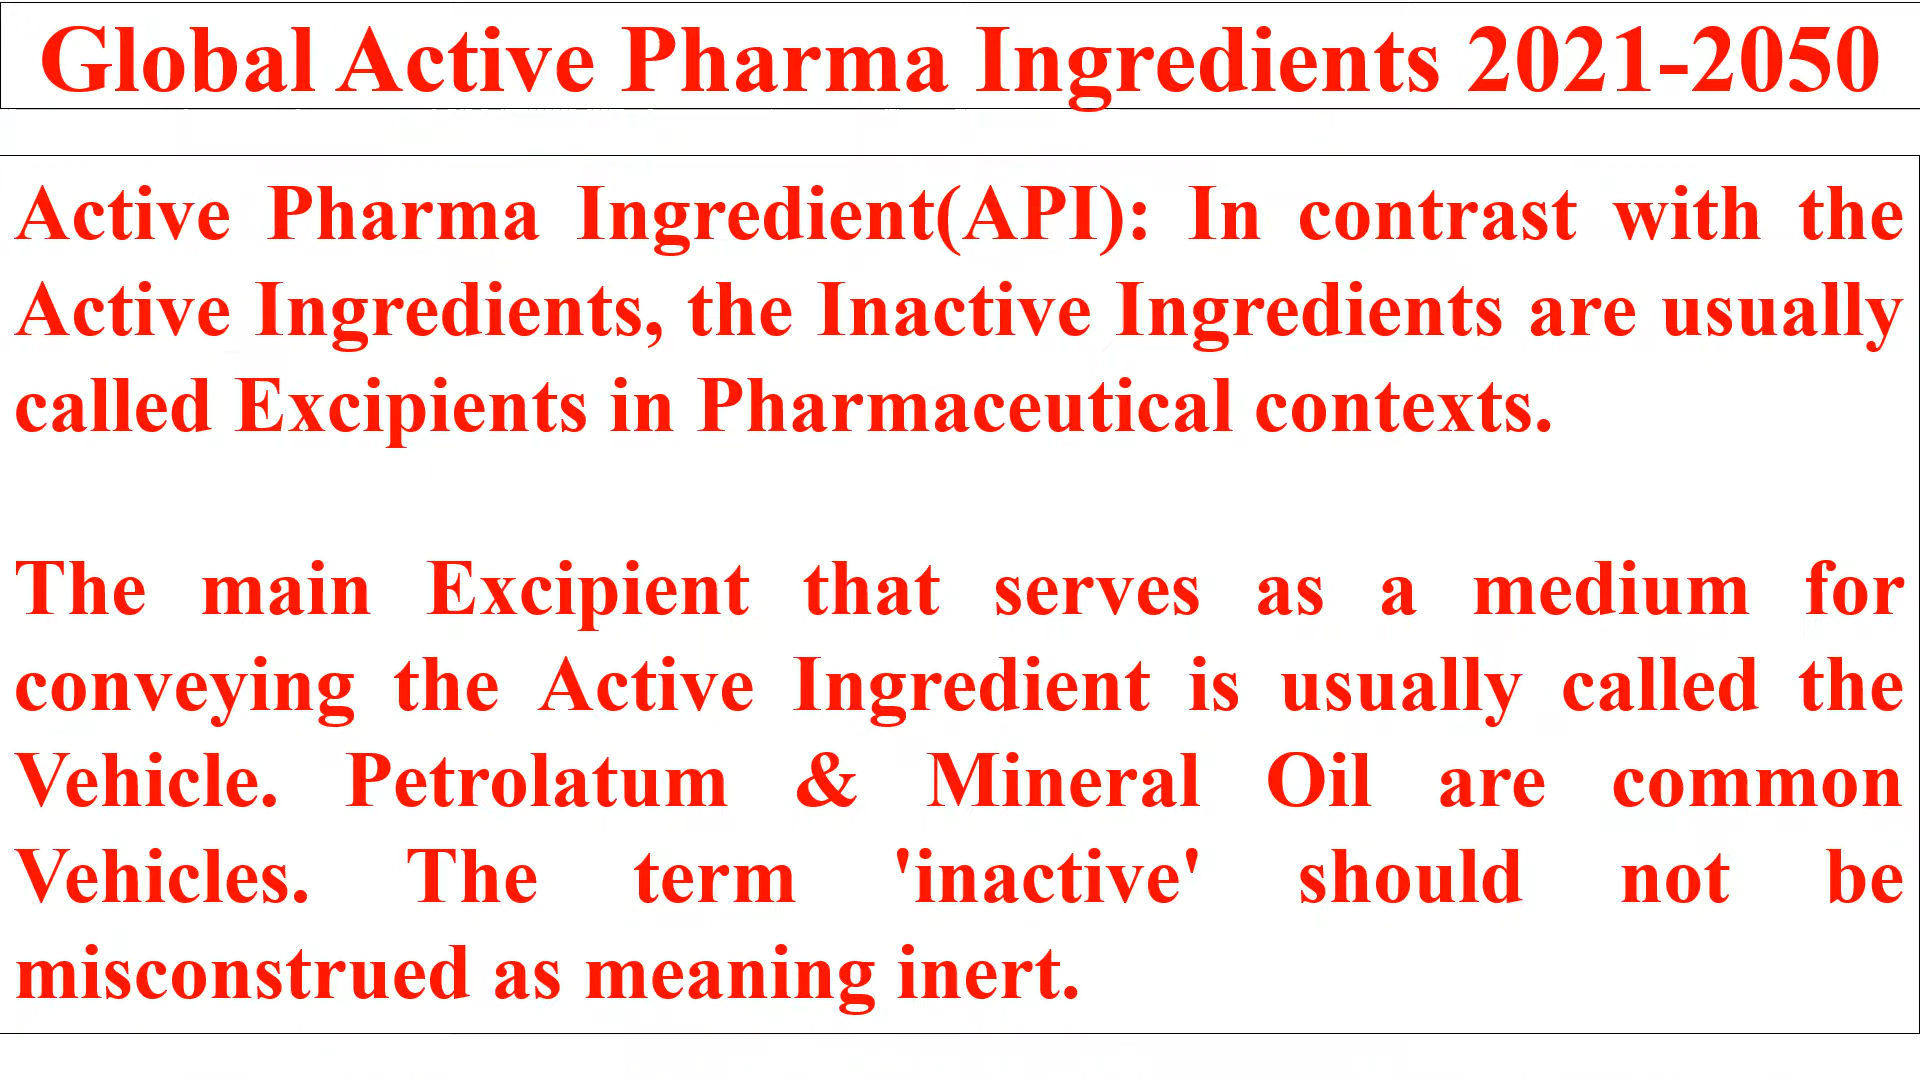 Global Active Pharma Ingredients 2021-2050
Active Pharma Ingredient(API): In contrast with the
Active Ingredients, the Inactive Ingredients are usually
called Excipients in Pharmaceutical contexts.
The main Excipient that serves as a medium for
conveying the Active Ingredient is usually called the
Vehicle. Petrolatum & Mineral Oil are common
Vehicles. The term 'inactive' should not be
misconstrued as meaning inert.